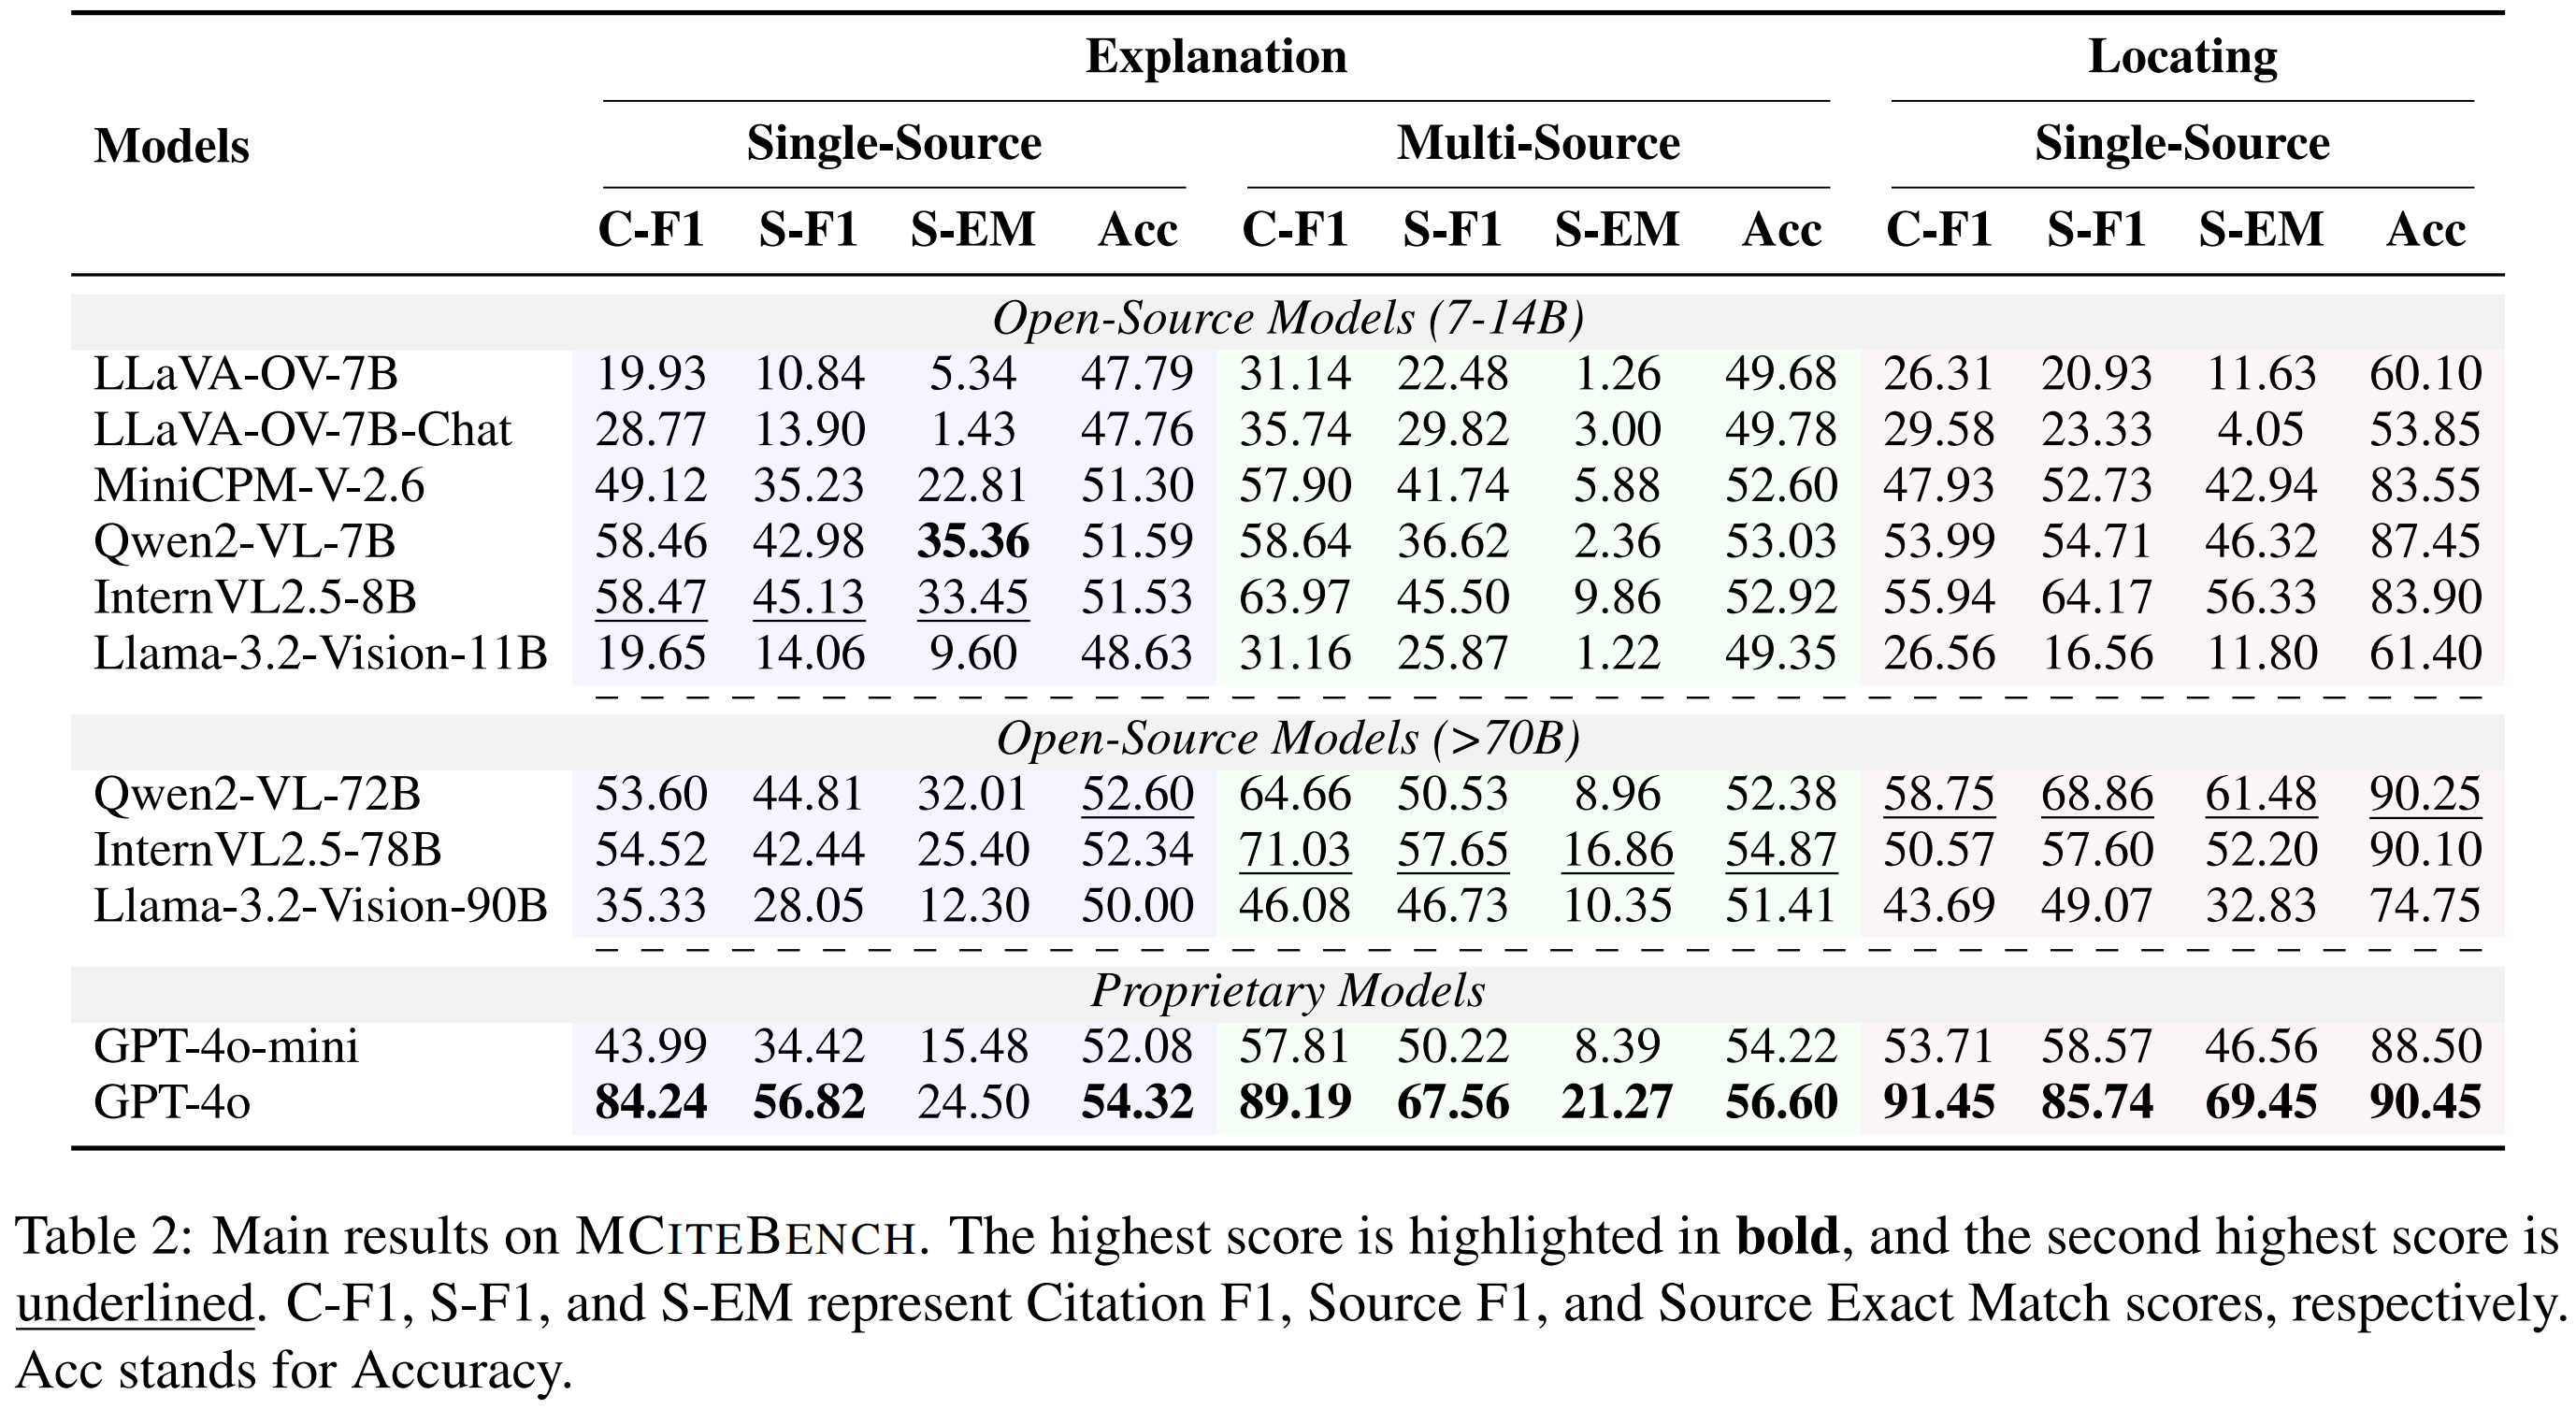 Explanation Locating
Models Single-Source Multi-Source Single-Source
C-F1 S-F1 S-EM Acc C-F1 S-F1 S-EM Acc C-F1 S-F1 S-EM Acc
Open-Source Models (7-14B)
LLaVA-OV-7B 19.93 10.84 5.34 47.79 31.14 22.48 1.26 49.68 26.31 20.93 11.63 60.10
LLaVA-OV-7B-Chat 28.77 13.90 1.43 47.76 35.74 29.82 3.00 49.78 29.58 23.33 4.05 53.85
MiniCPM-V-2.6 49.12 35.23 22.81 51.30 57.90 41.74 5.88 52.60 47.93 52.73 42.94 83.55
Qwen2-VL-7B 58.46 42.98 35.36 51.59 58.64 36.62 2.36 53.03 53.99 54.71 46.32 87.45
InternVL2.5-8B 58.47 45.13 33.45 51.53 63.97 45.50 9.86 52.92 55.94 64.17 56.33 83.90
Llama-3.2-Vision-11B 19.65 14.06 9.60 48.63 31.16 25.87 1.22 49.35 26.56 16.56 11.80 61.40
Open-Source Models (>70B)
Qwen2-VL-72B 53.60 44.81 32.01 52.60 64.66 50.53 8.96 52.38 58.75 68.86 61.48 90.25
InternVL2.5-78B 54.52 42.44 25.40 52.34 71.03 57.65 16.86 54.87 50.57 57.60 52.20 90.10
Llama-3.2-Vision-90B 35.33 28.05 12.30 50.00 46.08 46.73 10.35 51.41 43.69 49.07 32.83 74.75
Proprietary Models
GPT-4o-mini 43.99 34.42 15.48 52.08 57.81 50.22 8.39 54.22 53.71 58.57 46.56 88.50
GPT-4o 84.24 56.82 24.50 54.32 89.19 67.56 21.27 56.60 91.45 85.74 69.45 90.45
Table 2: Main results on MCITEBENCH. The highest score is highlighted in bold, and the second highest score is
underlined. C-F1, S-F1, and S-EM represent Citation F1, Source F1, and Source Exact Match scores, respectively.
Acc stands for Accuracy.